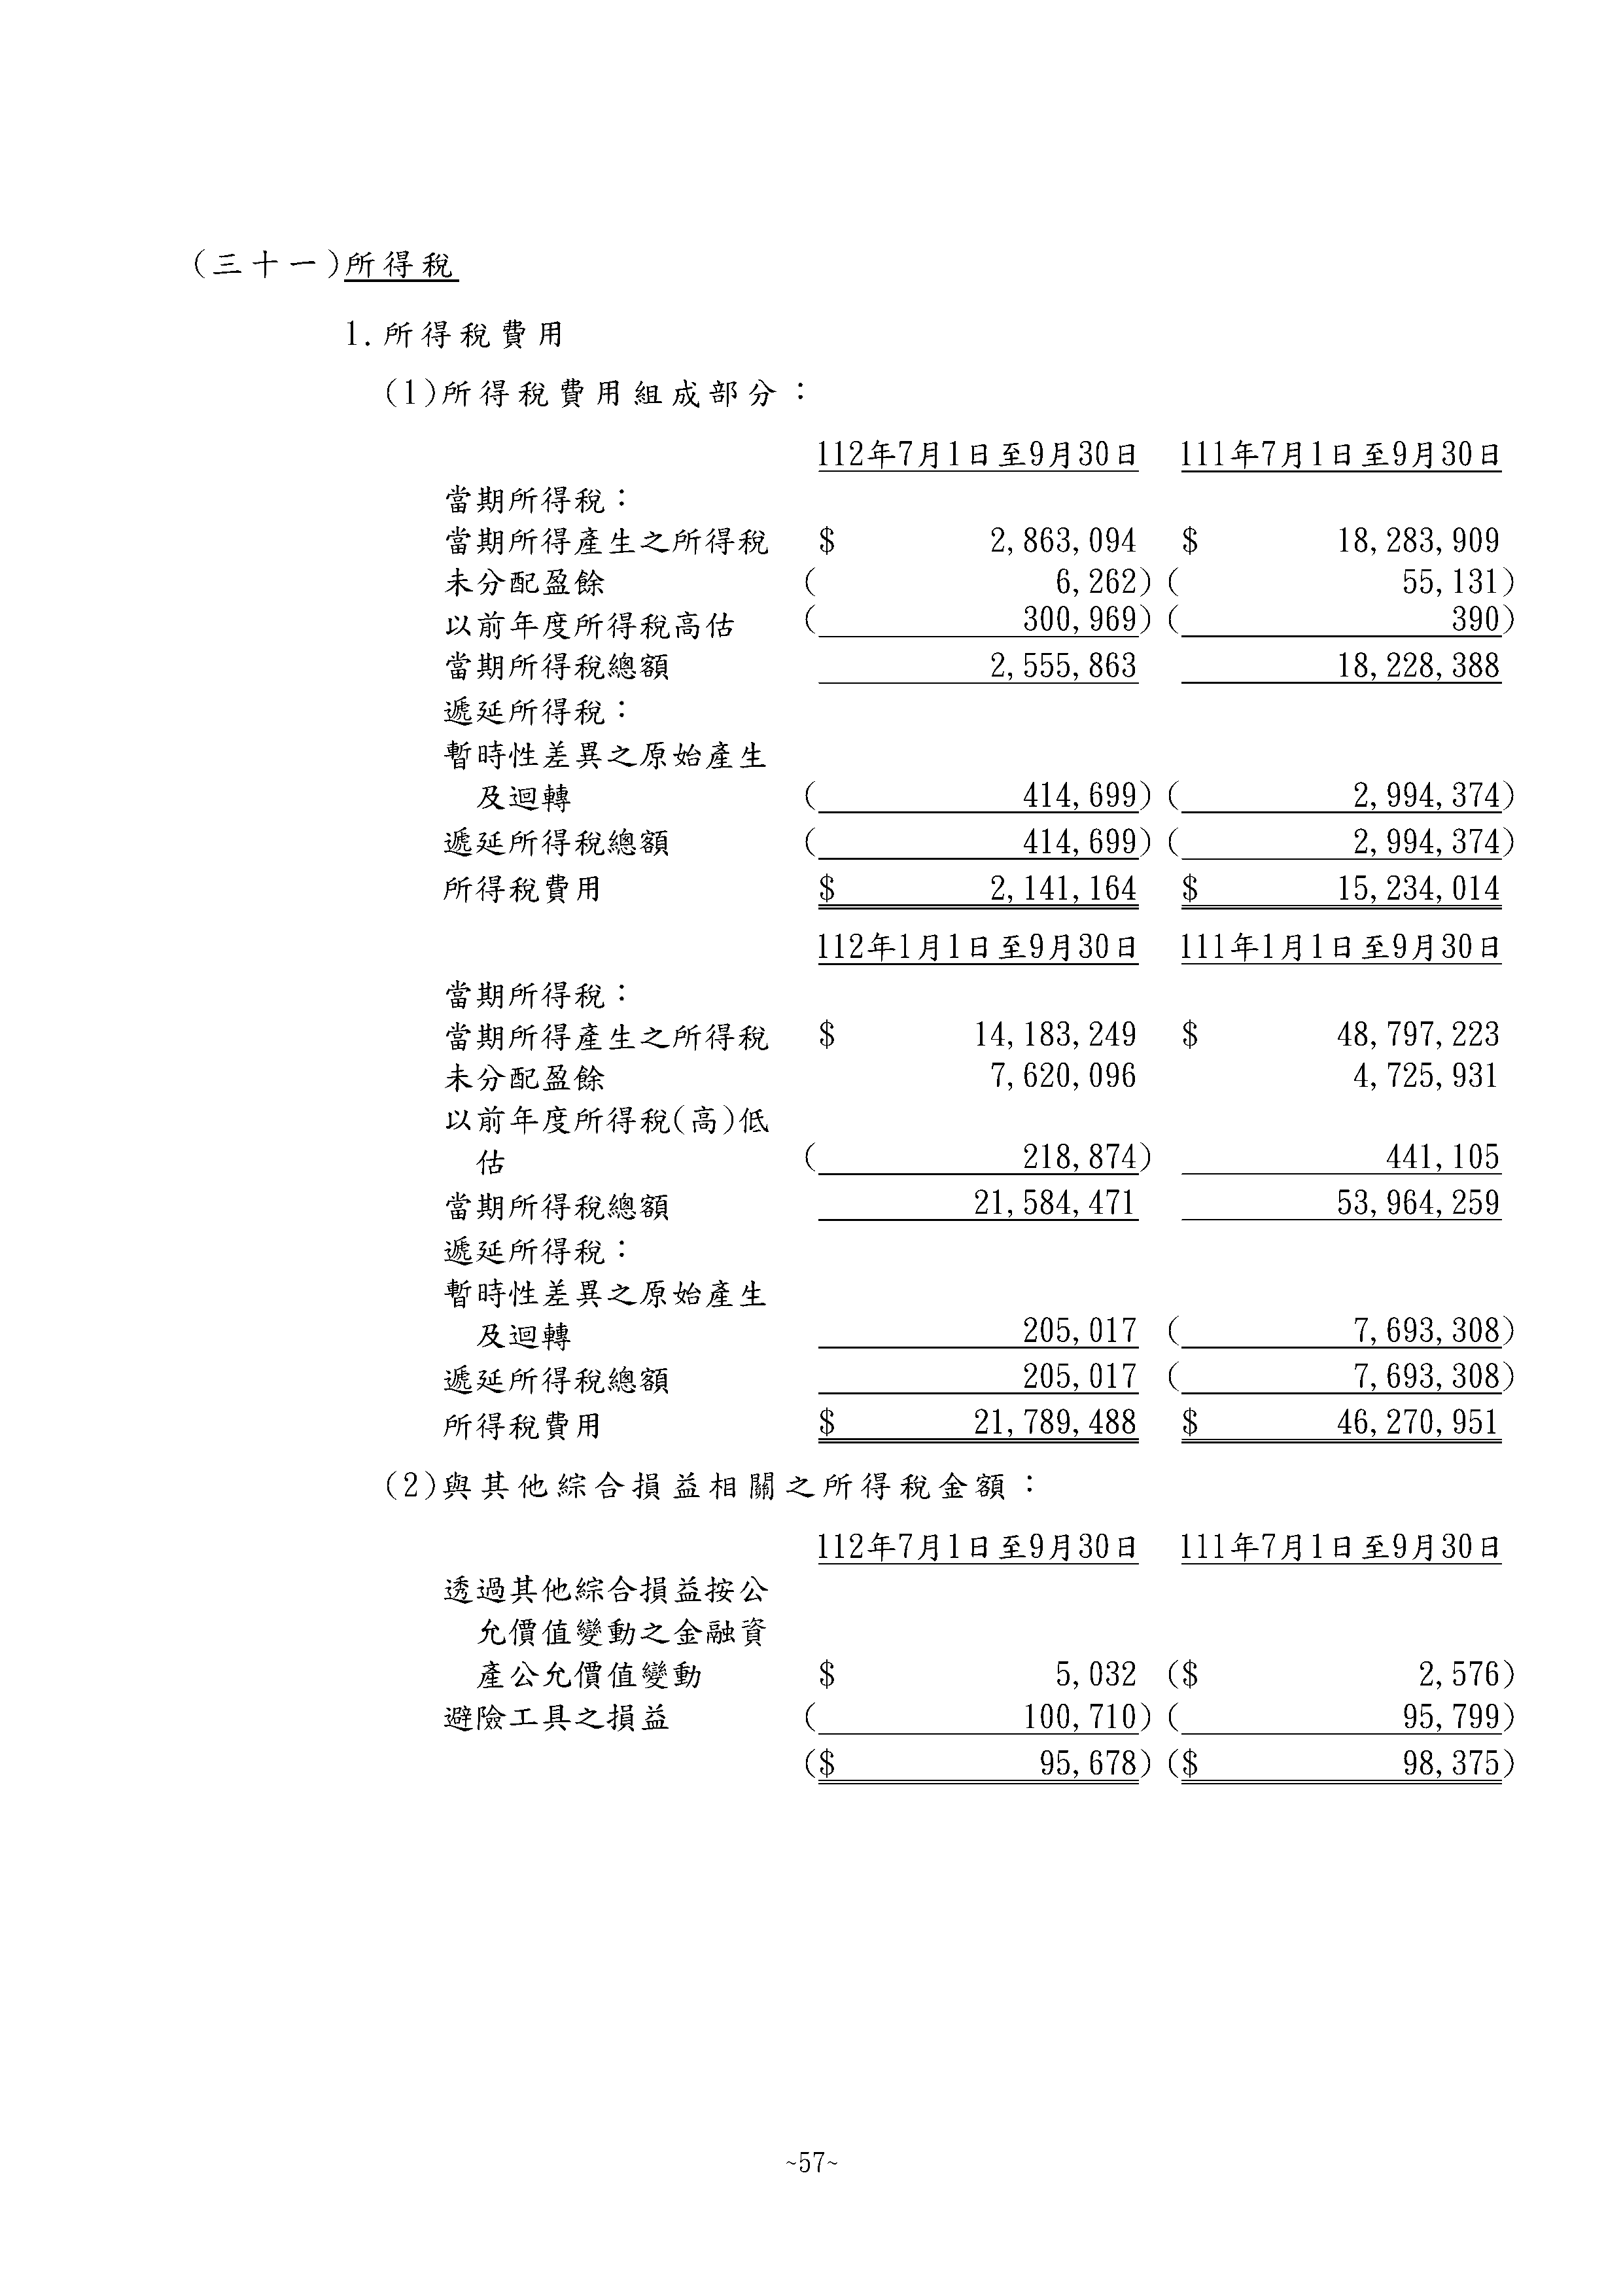 (三十一)所得稅
1.所得稅費用
(1)所得稅費用組成部分：
112年7月1日至9月30日 111年7月1日至9月30日
當期所得稅：
當期所得產生之所得稅 $ 2,863,094 $ 18,283,909
未分配盈餘 ( 6,262) ( 55,131)
以前年度所得稅高估 ( 300,969) ( 390)
當期所得稅總額 2,555,863 18,228,388
遞延所得稅：
暫時性差異之原始產生
及迴轉 ( 414,699) ( 2,994,374)
遞延所得稅總額 ( 414,699) ( 2,994,374)
所得稅費用 $ 2,141,164 $ 15,234,014
112年1月1日至9月30日 111年1月1日至9月30日
當期所得稅：
當期所得產生之所得稅 $ 14,183,249 $ 48,797,223
未分配盈餘 7,620,096 4,725,931
以前年度所得稅(高)低
估 ( 218,874) 441,105
當期所得稅總額 21,584,471 53,964,259
遞延所得稅：
暫時性差異之原始產生
及迴轉 205,017 ( 7,693,308)
遞延所得稅總額 205,017 ( 7,693,308)
所得稅費用 $ 21,789,488 $ 46,270,951
(2)與其他綜合損益相關之所得稅金額：
112年7月1日至9月30日 111年7月1日至9月30日
透過其他綜合損益按公
允價值變動之金融資
產公允價值變動 $ 5,032 ($ 2,576)
避險工具之損益 ( 100,710) ( 95,799)
($ 95,678) ($ 98,375)
~57~